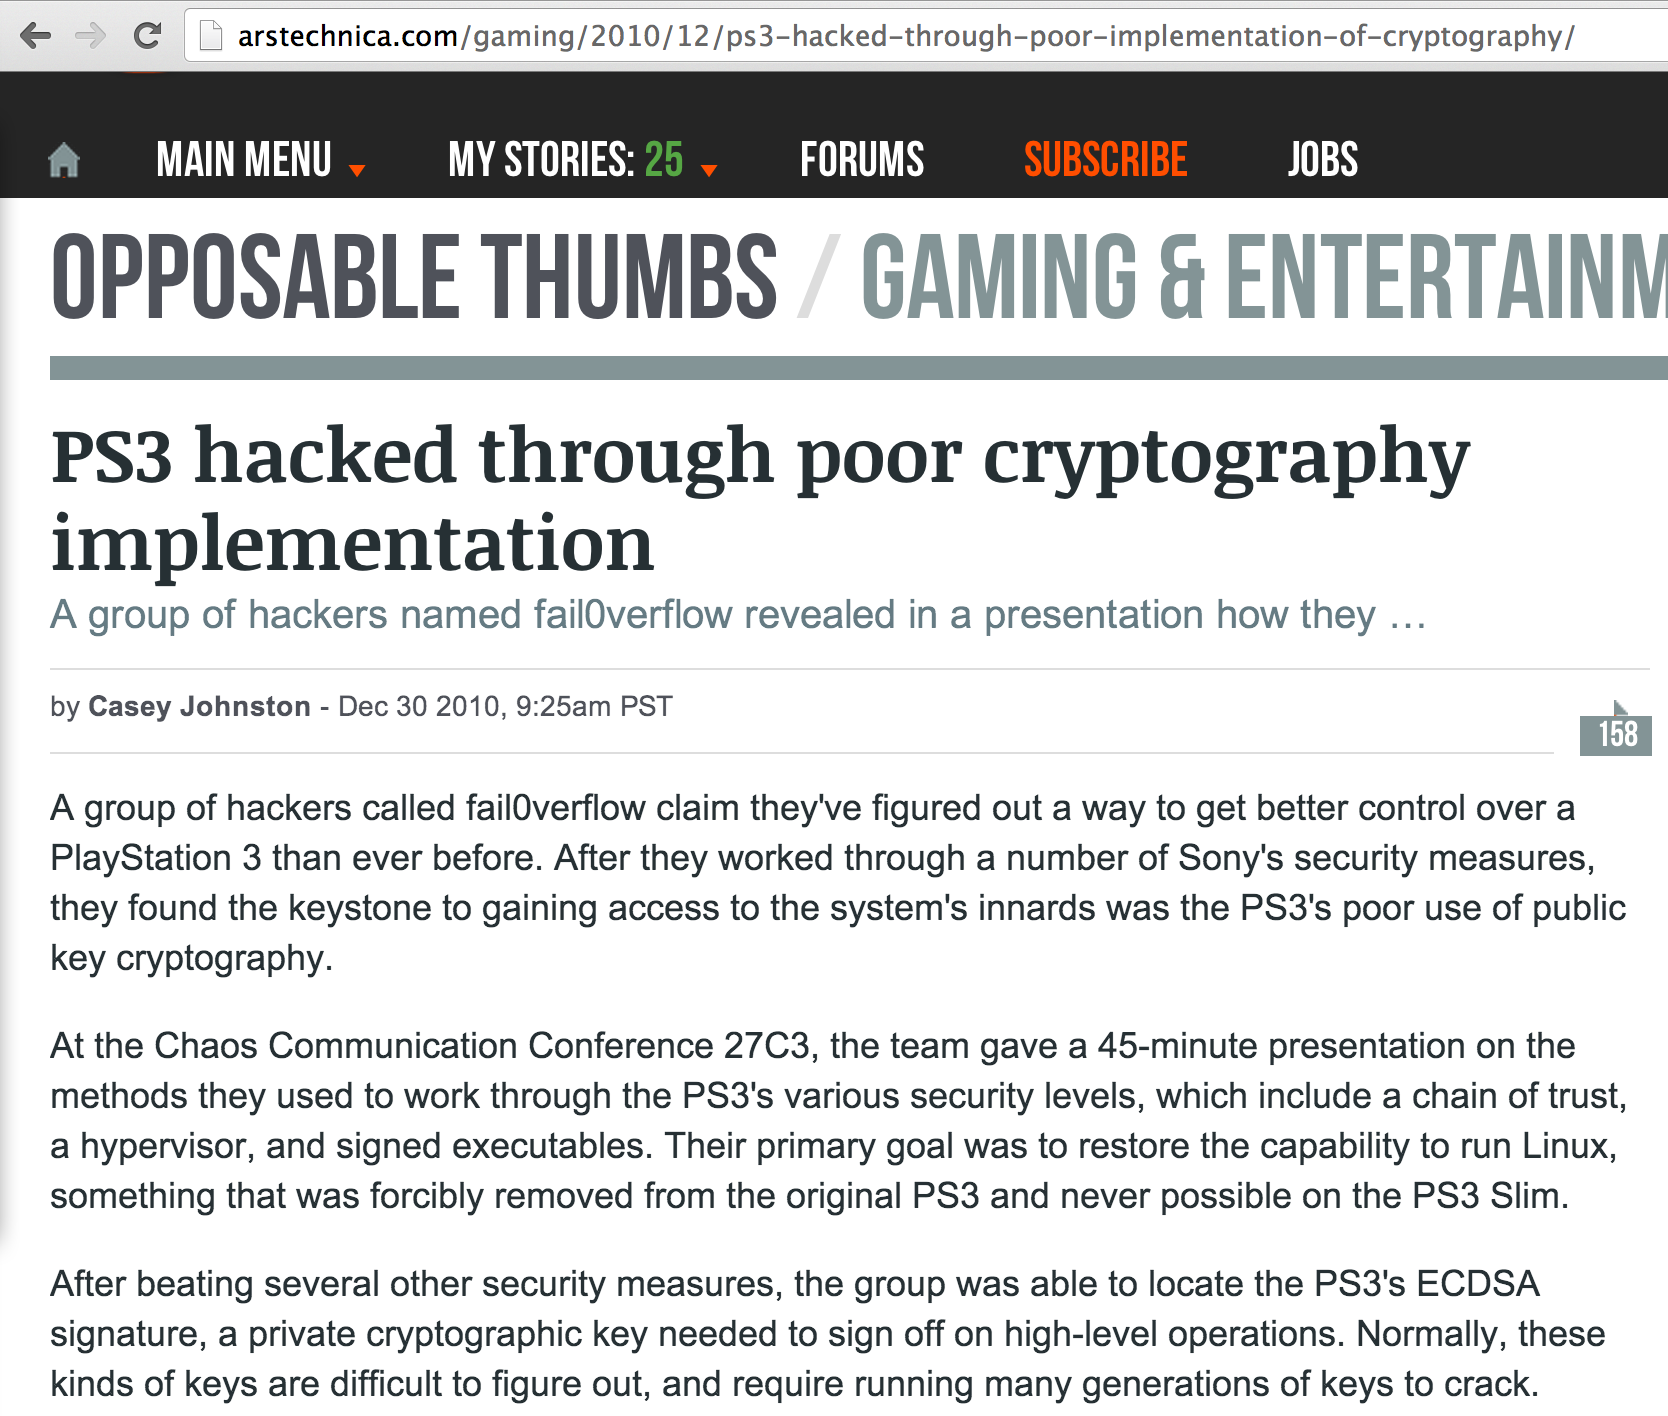 arstechnica.com/gaming/2010/12/ps3-hacked-through-poor-implementation-of-cryptography/
MAIN MENU MY STORIES: 25 FORUMS SUBSCRIBE JOBS
OPPOSABLE THUMBS / GAMING & ENTERTAINM
PS3 hacked through poor cryptography
implementation
A group of hackers named fail0verflow revealed in a presentation how they …
by Casey Johnston - Dec 30 2010, 9:25am PST
158
A group of hackers called fail0verflow claim they've figured out a way to get better control over a
PlayStation 3 than ever before. After they worked through a number of Sony's security measures,
they found the keystone to gaining access to the system's innards was the PS3's poor use of public
key cryptography.
At the Chaos Communication Conference 27C3, the team gave a 45-minute presentation on the
methods they used to work through the PS3's various security levels, which include a chain of trust,
a hypervisor, and signed executables. Their primary goal was to restore the capability to run Linux,
something that was forcibly removed from the original PS3 and never possible on the PS3 Slim.
After beating several other security measures, the group was able to locate the PS3's ECDSA
signature, a private cryptographic key needed to sign off on high-level operations. Normally, these
kinds of keys are difficult to figure out, and require running many generations of keys to crack.